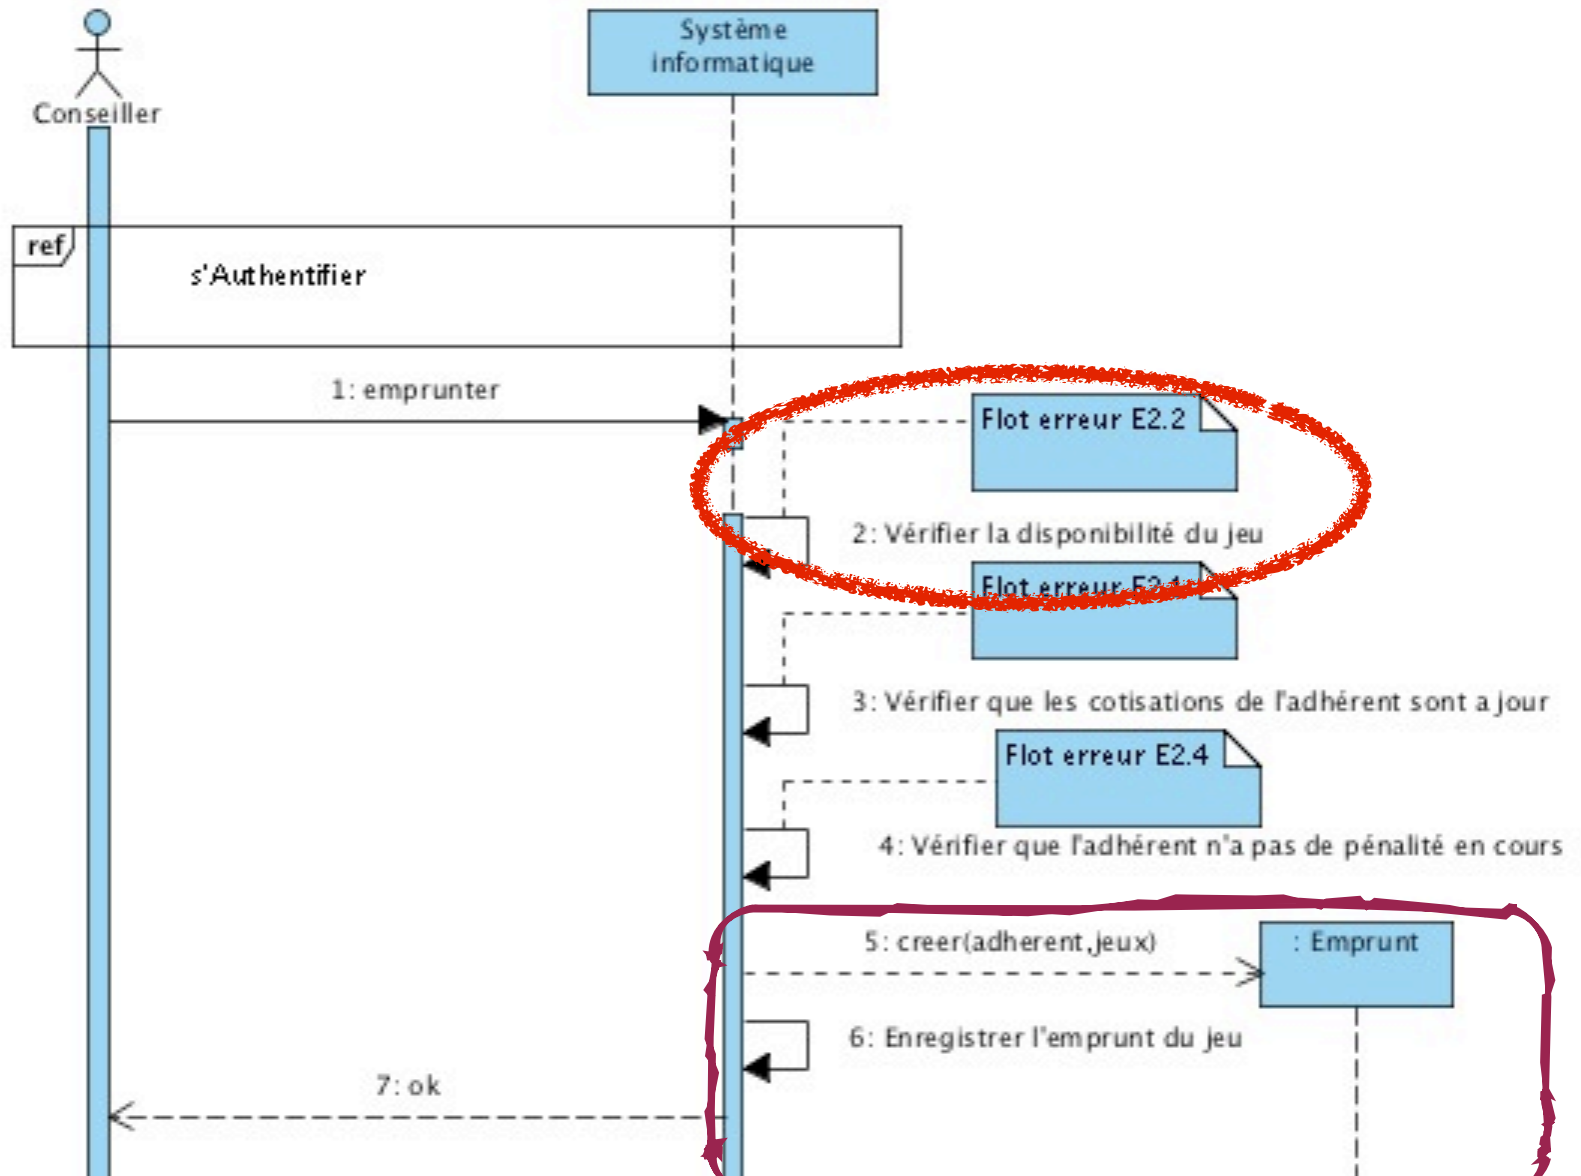 Système
informatique
Conseiller
ref
s'Authentifier
1: emprunter
Flot erreur E2.2
2: Vérifier la disponibilité du jeu
Flot erreur
3: Vérifier que les cotisations de l'adhérent sont a jour
Flot erreur E2.4
4: Vérifier que l'adhérent n'a pas de pénalité en cours
5: creer(adherent,jeux)
: Emprunt
6: Enregistrer l'emprunt du jeu
7: ok